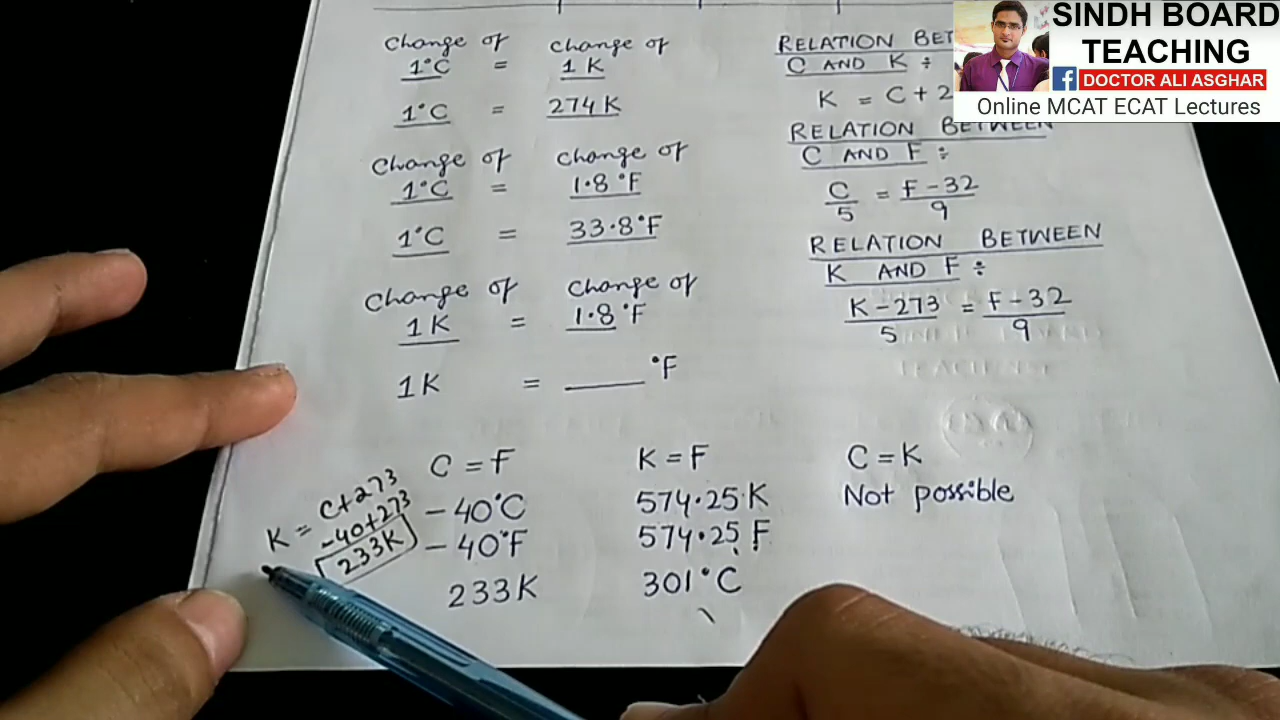 Change of Change of
1°C = 1 K
1°C = 274 K
Change of Change of
1°C = 1.8°F
1°C = 33.8°F
Change of Change of
1 K = 1.8°F
1 K = ____ °F
RELATION
C AND K ÷
K = C + 2
RELATION BETWEEN
C AND F ÷
C/5 = F - 32/9
RELATION BETWEEN
K AND F ÷
K - 273/5 = F - 32/9
K = C + 273
-40 + 273
233K
C = F
-40°C
-40°F
233K
K = F
574.25 K
574.25 F
301°C
C = K
Not possible
SINDH BOARD
TEACHING
f DOCTOR ALI ASGHAR
Online MCAT ECAT Lectures